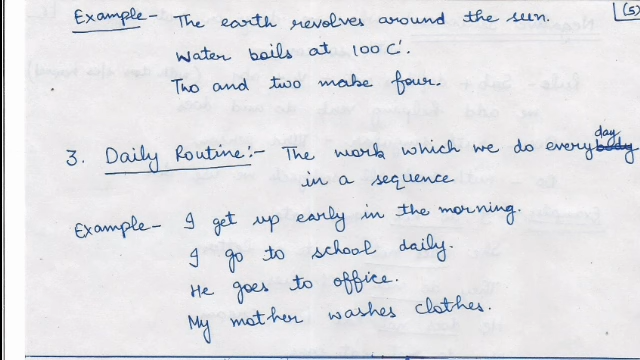 Example - The earth revolves around the sun. (5)
Water boils at 100 C'.
Two and two make four.
3. Daily Routine:- The work which we do everyday
in a sequence
Example - I get up early in the morning.
I go to school daily.
He goes to office.
My mother washes clothes.